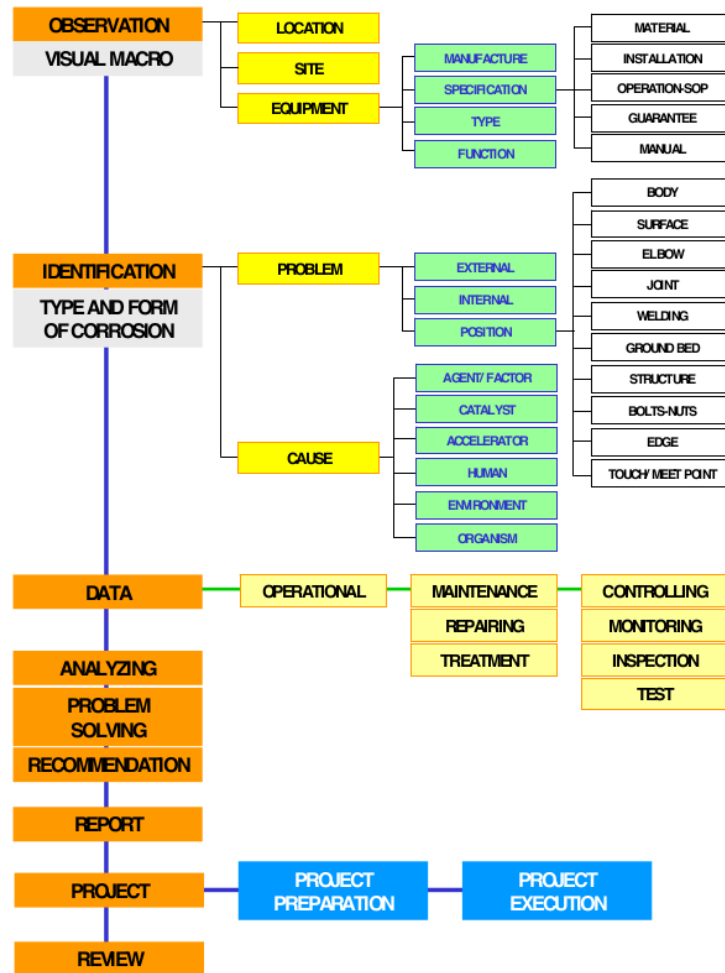 OBSERVATION
VISUAL MACRO
LOCATION
SITE
EQUIPMENT
MANUFACTURE
SPECIFICATION
TYPE
FUNCTION
MATERIAL
INSTALLATION
OPERATION-SOP
GUARANTEE
MANUAL
IDENTIFICATION
TYPE AND FORM
OF CORROSION
PROBLEM
EXTERNAL
INTERNAL
POSITION
BODY
SURFACE
ELBOW
JOINT
WELDING
GROUND BED
STRUCTURE
BOLTS-NUTS
EDGE
TOUCH/ MEET POINT
CAUSE
AGENT/ FACTOR
CATALYST
ACCELERATOR
HUMAN
ENVIRONMENT
ORGANISM
DATA
OPERATIONAL
MAINTENANCE
REPAIRING
TREATMENT
CONTROLLING
MONITORING
INSPECTION
TEST
ANALYZING
PROBLEM
SOLVING
RECOMMENDATION
REPORT
PROJECT
PROJECT
PREPARATION
PROJECT
EXECUTION
REVIEW